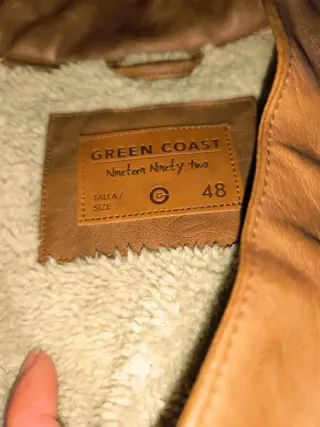 GREEN COAST
Nineteen Ninety two
TALLA/
SIZE
48